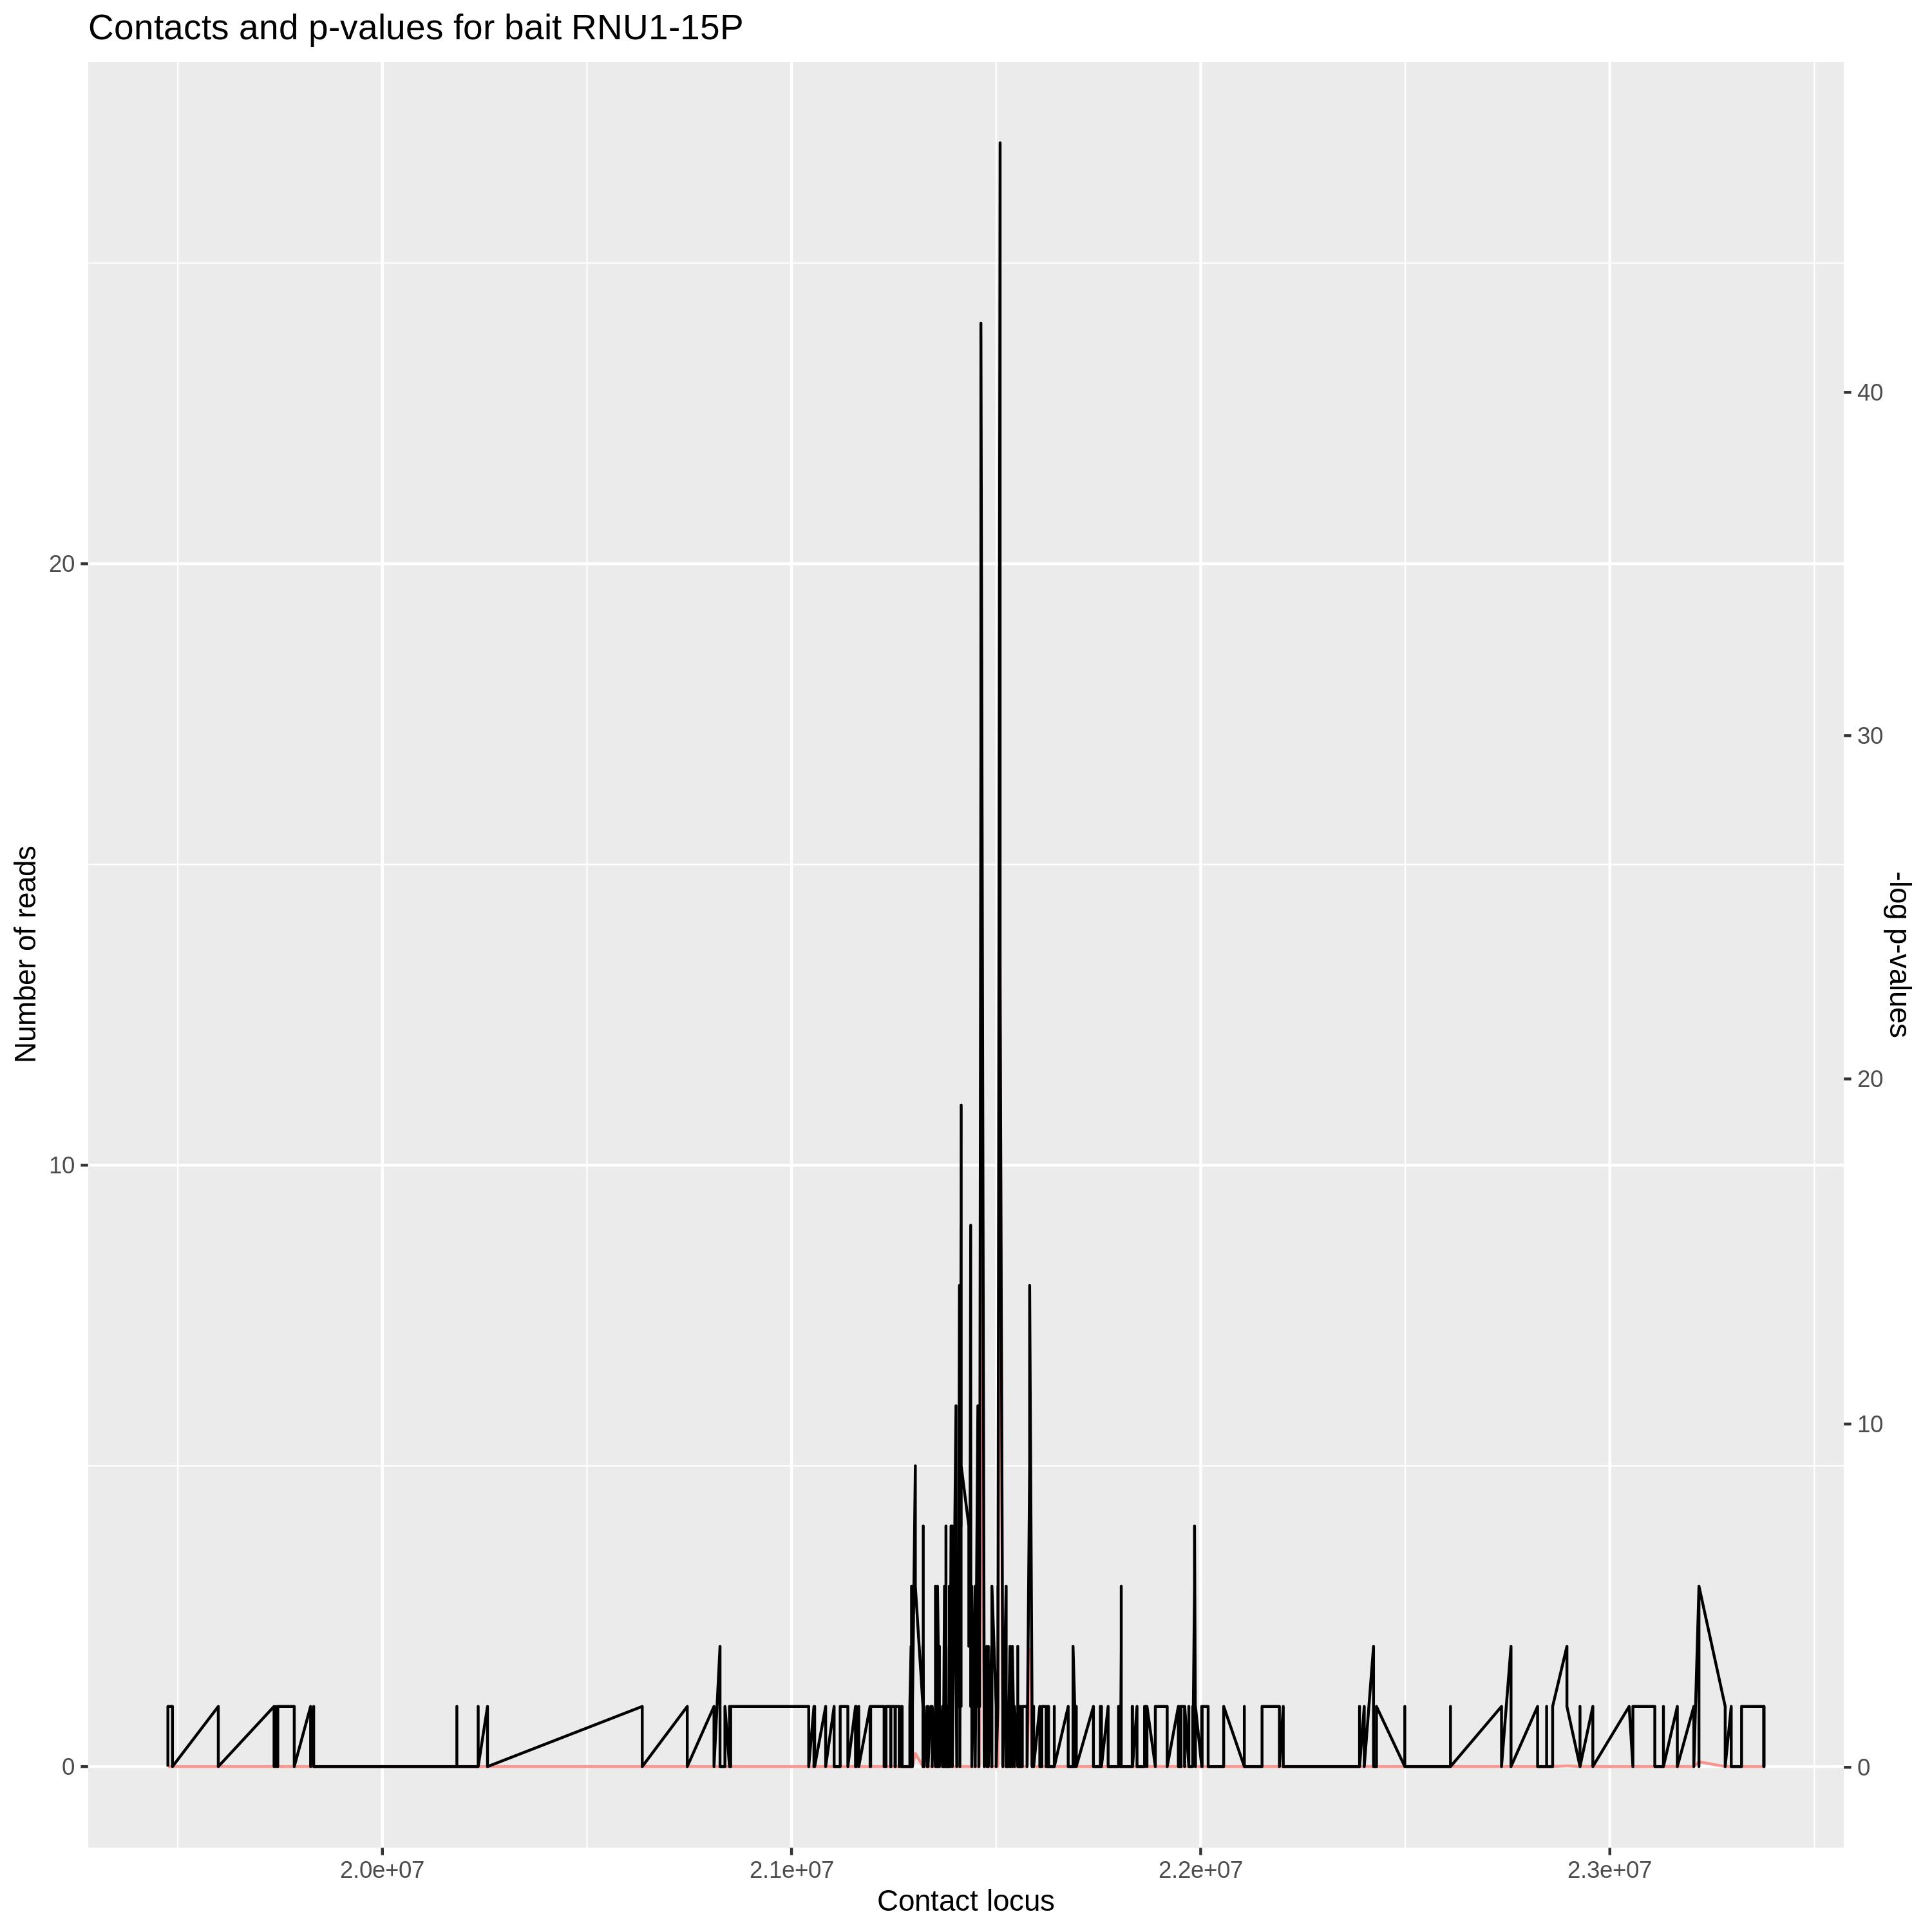 Contacts and p-values for bait RNU1-15P
Number of reads
20
10
0
40
30
20
10
0
-log p-values
2.0e+07
2.1e+07
2.2e+07
2.3e+07
Contact locus